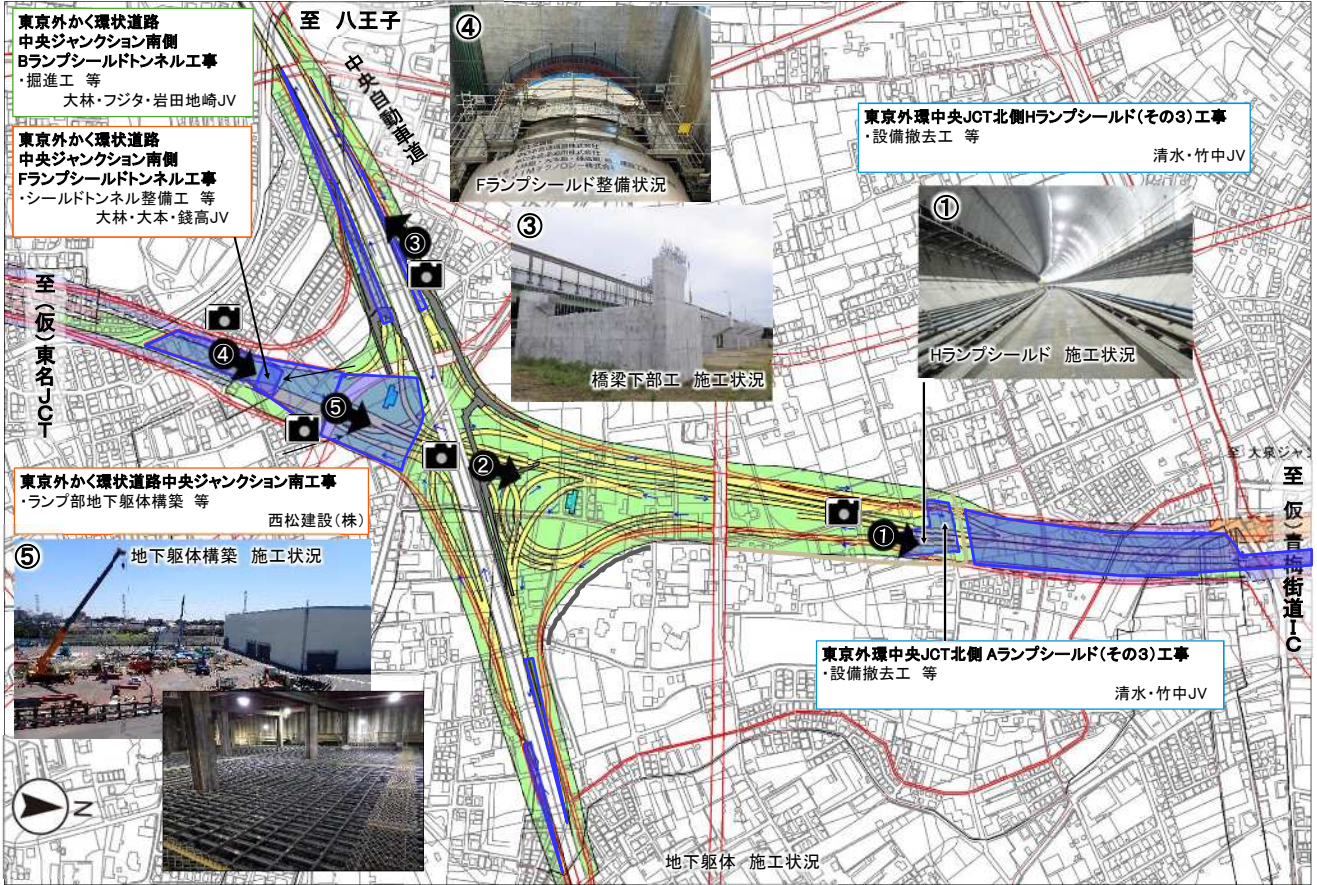 東京外かく環状道路
中央ジャンクション南側
Bランプシールドトンネル工事
・掘進工 等
大林・フジタ・岩田地崎JV
東京外かく環状道路
中央ジャンクション南側
Fランプシールドトンネル工事
・シールドトンネル整備工 等
大林・大本・錢高JV
至 八王子
中央自動車道
④
Fランプシールド整備状況
③
橋梁下部工 施工状況
東京外環中央JCT北側Hランプシールド(その3)工事
・設備撤去工 等
清水・竹中JV
①
Hランプシールド 施工状況
至(仮)東名JCT
③
④
⑤
②
①
至 大泉ジャン
至(仮)青梅街道IC
東京外かく環状道路中央ジャンクション南工事
・ランプ部地下躯体構築 等
西松建設(株)
⑤
地下躯体構築 施工状況
東京外環中央JCT北側 Aランプシールド(その3)工事
・設備撤去工 等
清水・竹中JV
N
地下躯体 施工状況